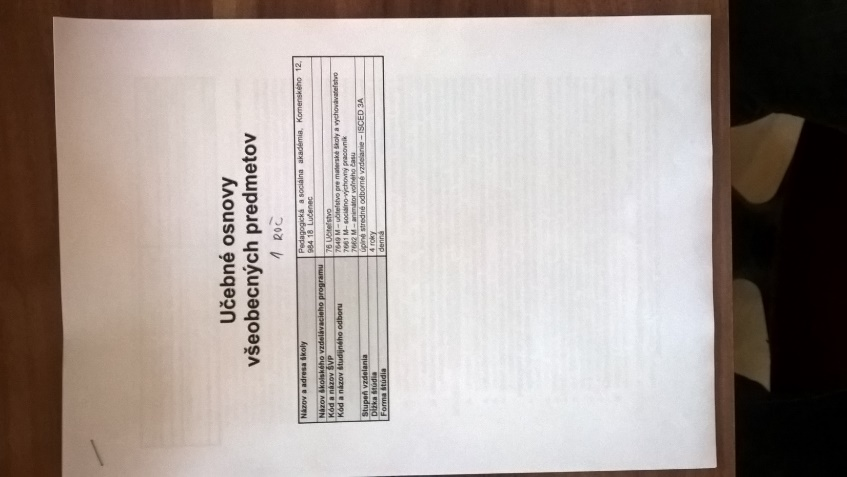 Učebné osnovy
všeobecných predmetov
1 ROČ
Názov a adresa školy
Pedagogická a sociálna akadémia, Komenského 12,
984 18 Lučenec
Názov školského vzdelávacieho programu
Kód a názov ŠVP
76 Učiteľstvo
Kód a názov študijného odboru
7649 M – učiteľstvo pre materské školy a vychovávateľstvo
7661 M– sociálno-výchovný pracovník
7662 M – animátor voľného času
Stupeň vzdelania
úplné stredné odborné vzdelanie – ISCED 3A
Dĺžka štúdia
4 roky
Forma štúdia
denná